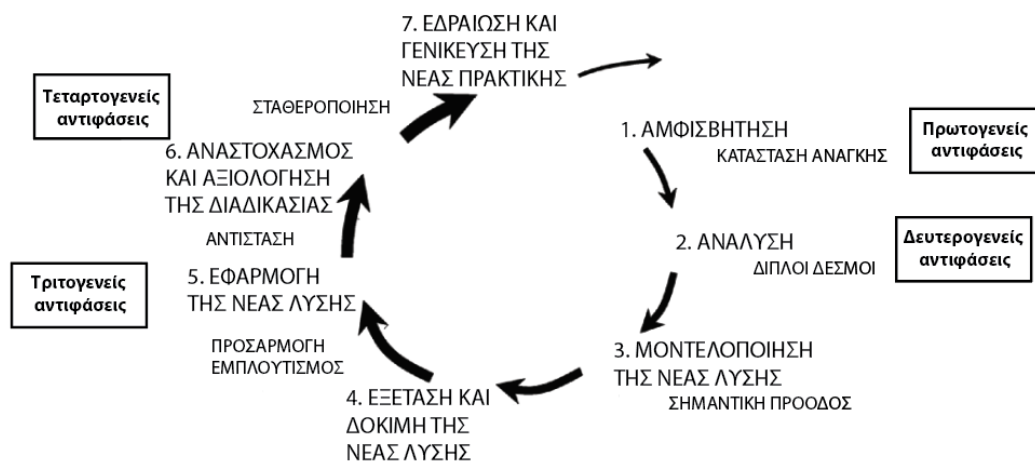 7. ΕΔΡΑΙΩΣΗ ΚΑΙ
ΓΕΝΙΚΕΥΣΗ ΤΗΣ
ΝΕΑΣ ΠΡΑΚΤΙΚΗΣ
1. ΑΜΦΙΣΒΗΤΗΣΗ
ΚΑΤΑΣΤΑΣΗ ΑΝΑΓΚΗΣ
Πρωτογενείς
αντιφάσεις
2. ΑΝΑΛΥΣΗ
ΔΙΠΛΟΙ ΔΕΣΜΟΙ
Δευτερογενείς
αντιφάσεις
3. ΜΟΝΤΕΛΟΠΟΙΗΣΗ
ΤΗΣ ΝΕΑΣ ΛΥΣΗΣ
ΣΗΜΑΝΤΙΚΗ ΠΡΟΟΔΟΣ
4. ΕΞΕΤΑΣΗ ΚΑΙ
ΔΟΚΙΜΗ ΤΗΣ
ΝΕΑΣ ΛΥΣΗΣ
ΠΡΟΣΑΡΜΟΓΗ
ΕΜΠΛΟΥΤΙΣΜΟΣ
5. ΕΦΑΡΜΟΓΗ
ΤΗΣ ΝΕΑΣ ΛΥΣΗΣ
Τριτογενείς
αντιφάσεις
ΑΝΤΙΣΤΑΣΗ
6. ΑΝΑΣΤΟΧΑΣΜΟΣ
ΚΑΙ ΑΞΙΟΛΟΓΗΣΗ
ΤΗΣ ΔΙΑΔΙΚΑΣΙΑΣ
Τεταρτογενείς
αντιφάσεις
ΣΤΑΘΕΡΟΠΟΙΗΣΗ